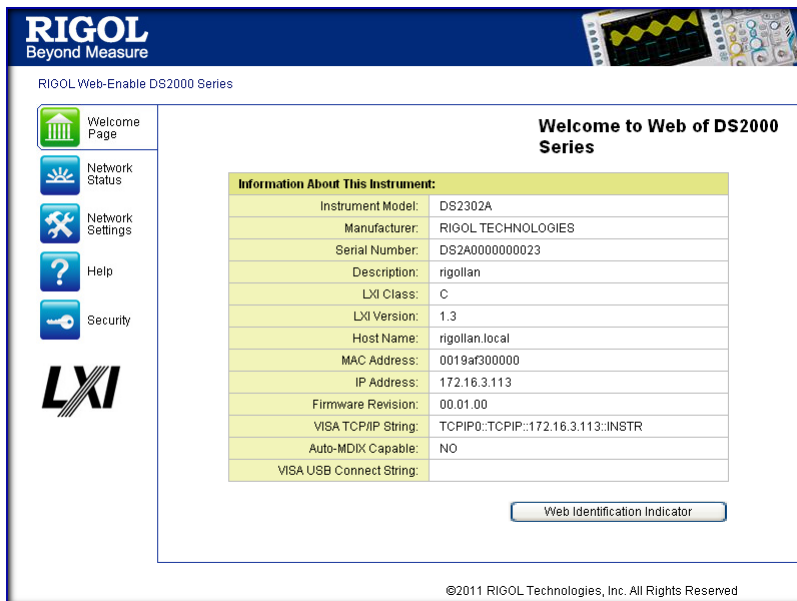 RIGOL
Beyond Measure
RIGOL Web-Enable DS2000 Series
Welcome
Page
Network
Status
Network
Settings
Help
Security
LXI
Welcome to Web of DS2000
Series
Information About This Instrument:
Instrument Model: DS2302A
Manufacturer: RIGOL TECHNOLOGIES
Serial Number: DS2A0000000023
Description: rigollan
LXI Class: C
LXI Version: 1.3
Host Name: rigollan.local
MAC Address: 0019af300000
IP Address: 172.16.3.113
Firmware Revision: 00.01.00
VISA TCP/IP String: TCPIP0::TCPIP::172.16.3.113::INSTR
Auto-MDIX Capable: NO
VISA USB Connect String:
Web Identification Indicator
©2011 RIGOL Technologies, Inc. All Rights Reserved